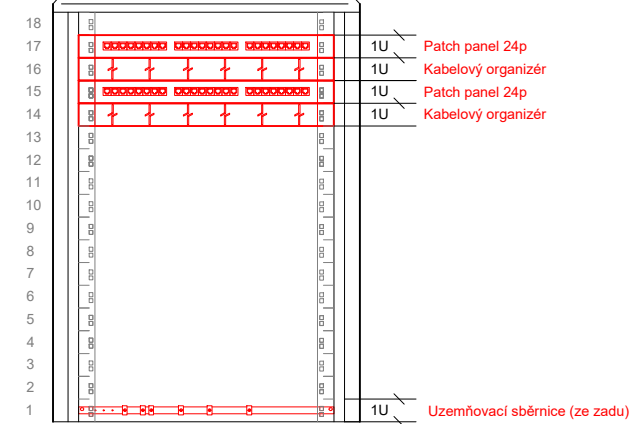 18
17 1U Patch panel 24p
16 1U Kabelový organizér
15 1U Patch panel 24p
14 1U Kabelový organizér
13
12
11
10
9
8
7
6
5
4
3
2
1 1U Uzemňovací sběrnice (ze zadu)